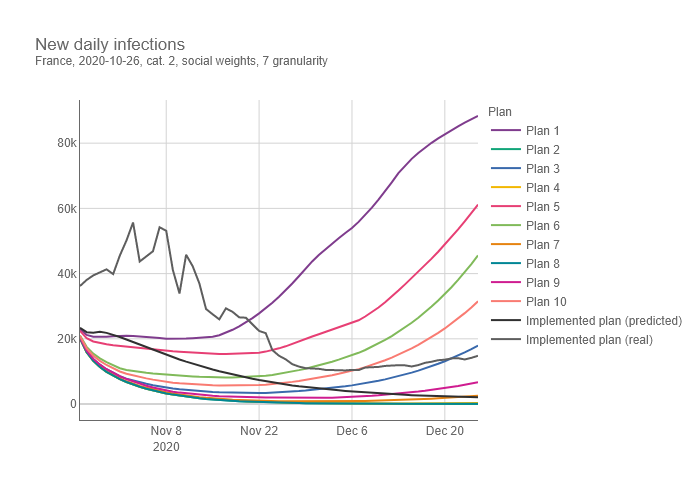 New daily infections
France, 2020-10-26, cat. 2, social weights, 7 granularity
Plan
80k
60k
40k
20k
0
Nov 8
2020
Nov 22
Dec 6
Dec 20
Plan 1
Plan 2
Plan 3
Plan 4
Plan 5
Plan 6
Plan 7
Plan 8
Plan 9
Plan 10
Implemented plan (predicted)
Implemented plan (real)